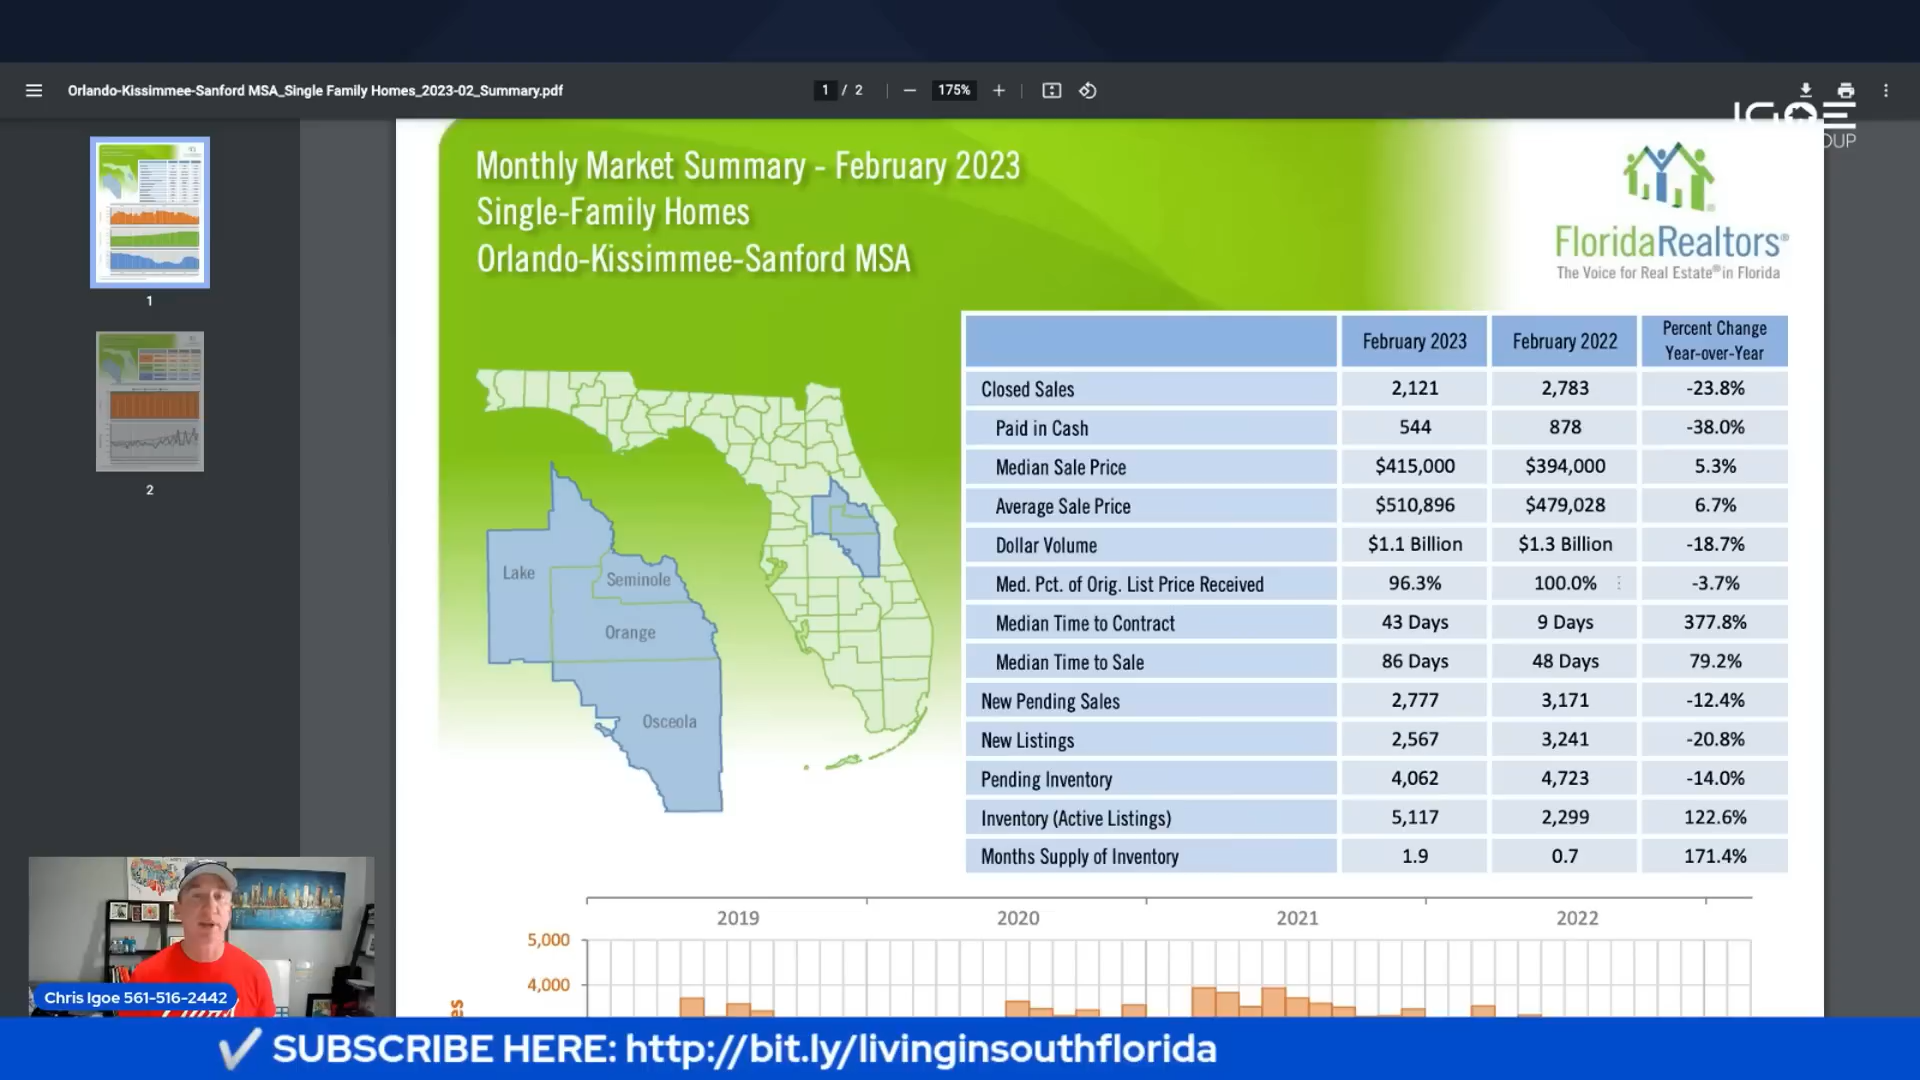 Orlando-Kissimmee-Sanford MSA_Single Family Homes_2023-02_Summary.pdf
1 / 2
175%
IGOE
OUP
1
2
Monthly Market Summary - February 2023
Single-Family Homes
Orlando-Kissimmee-Sanford MSA
FloridaRealtors®
The Voice for Real Estate® in Florida
Lake
Seminole
Orange
Osceola
February 2023 February 2022 Percent Change Year-over-Year
Closed Sales 2,121 2,783 -23.8%
Paid in Cash 544 878 -38.0%
Median Sale Price $415,000 $394,000 5.3%
Average Sale Price $510,896 $479,028 6.7%
Dollar Volume $1.1 Billion $1.3 Billion -18.7%
Med. Pct. of Orig. List Price Received 96.3% 100.0% -3.7%
Median Time to Contract 43 Days 9 Days 377.8%
Median Time to Sale 86 Days 48 Days 79.2%
New Pending Sales 2,777 3,171 -12.4%
New Listings 2,567 3,241 -20.8%
Pending Inventory 4,062 4,723 -14.0%
Inventory (Active Listings) 5,117 2,299 122.6%
Months Supply of Inventory 1.9 0.7 171.4%
2019 2020 2021 2022
5,000
4,000
es
Chris Igoe 561-516-2442
SUBSCRIBE HERE: http://bit.ly/livinginsouthflorida